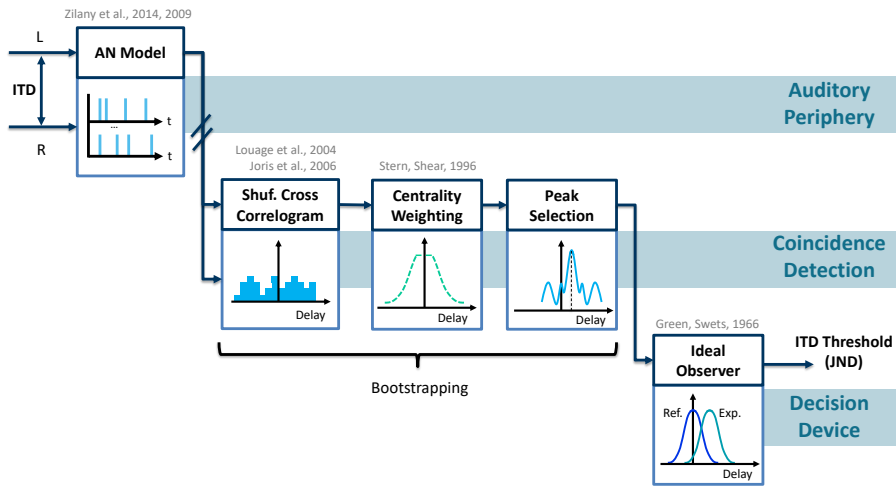 Zilany et al., 2014, 2009
L
AN Model
ITD
R
t
...
t
Auditory
Periphery
Louage et al., 2004
Joris et al., 2006
Stern, Shear, 1996
Shuf. Cross
Correlogram
Centrality
Weighting
Peak
Selection
Delay
Delay
Delay
Coincidence
Detection
Bootstrapping
Green, Swets, 1966
Ideal
Observer
ITD Threshold
(JND)
Ref.
Exp.
Delay
Decision
Device